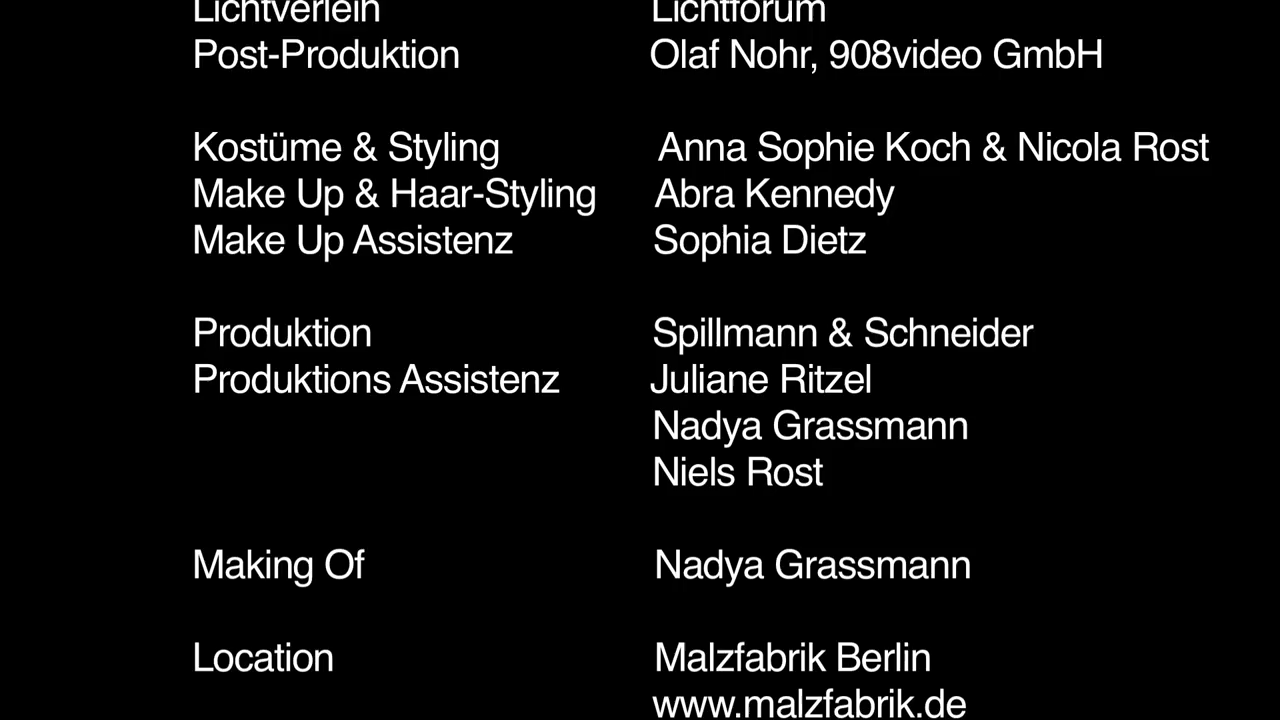 Lichtverleih Lichtforum
Post-Produktion Olaf Nohr, 908video GmbH
Kostüme & Styling Anna Sophie Koch & Nicola Rost
Make Up & Haar-Styling Abra Kennedy
Make Up Assistenz Sophia Dietz
Produktion Spillmann & Schneider
Produktions Assistenz Juliane Ritzel
Nadya Grassmann
Niels Rost
Making Of Nadya Grassmann
Location Malzfabrik Berlin
www.malzfabrik.de